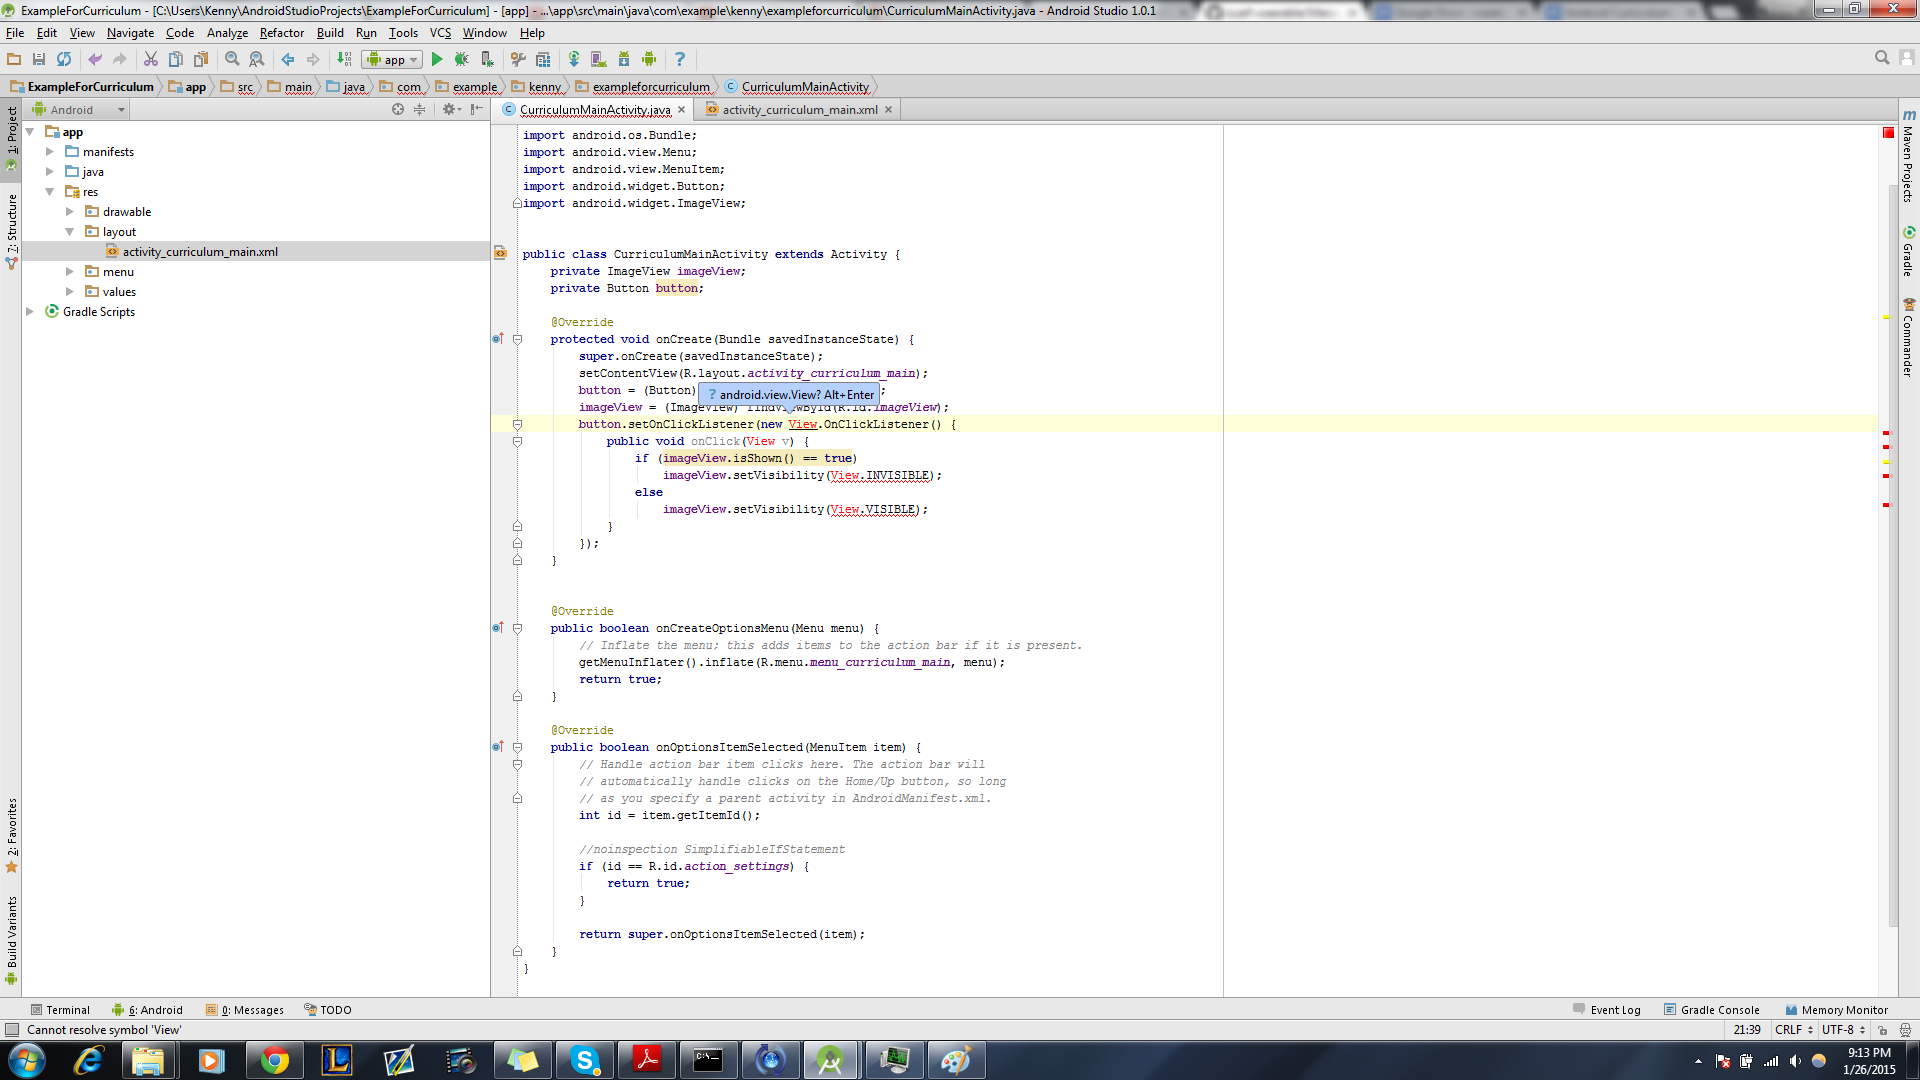 ExampleForCurriculum - [C:\Users\Kenny\AndroidStudioProjects\ExampleForCurriculum] - [app] - ...\app\src\main\java\com\example\kenny\exampleforcurriculum\CurriculumMainActivity.java - Android Studio 1.0.1
File Edit View Navigate Code Analyze Refactor Build Run Tools VCS Window Help
app
ExampleForCurriculum app src main java com example kenny exampleforcurriculum CurriculumMainActivity
Android
CurriculumMainActivity.java activity_curriculum_main.xml
1: Project
7: Structure
2: Favorites
Build Variants
app
manifests
java
res
drawable
layout
activity_curriculum_main.xml
menu
values
Gradle Scripts
import android.os.Bundle;
import android.view.Menu;
import android.view.MenuItem;
import android.widget.Button;
import android.widget.ImageView;
public class CurriculumMainActivity extends Activity {
private ImageView imageView;
private Button button;
@Override
protected void onCreate(Bundle savedInstanceState) {
super.onCreate(savedInstanceState);
setContentView(R.layout.activity_curriculum_main);
button = (Button) ;
? android.view.View? Alt+Enter
imageView = (ImageView) findViewById(R.id.imageView);
button.setOnClickListener(new View.OnClickListener() {
public void onClick(View v) {
if (imageView.isShown() == true)
imageView.setVisibility(View.INVISIBLE);
else
imageView.setVisibility(View.VISIBLE);
}
});
}
@Override
public boolean onCreateOptionsMenu(Menu menu) {
// Inflate the menu; this adds items to the action bar if it is present.
getMenuInflater().inflate(R.menu.menu_curriculum_main, menu);
return true;
}
@Override
public boolean onOptionsItemSelected(MenuItem item) {
// Handle action bar item clicks here. The action bar will
// automatically handle clicks on the Home/Up button, so long
// as you specify a parent activity in AndroidManifest.xml.
int id = item.getItemId();
//noinspection SimplifiableIfStatement
if (id == R.id.action_settings) {
return true;
}
return super.onOptionsItemSelected(item);
}
}
m Maven Projects
Gradle
Commander
Terminal 6: Android 0: Messages TODO Event Log Gradle Console Memory Monitor
Cannot resolve symbol 'View' 21:39 CRLF UTF-8
9:13 PM
1/26/2015